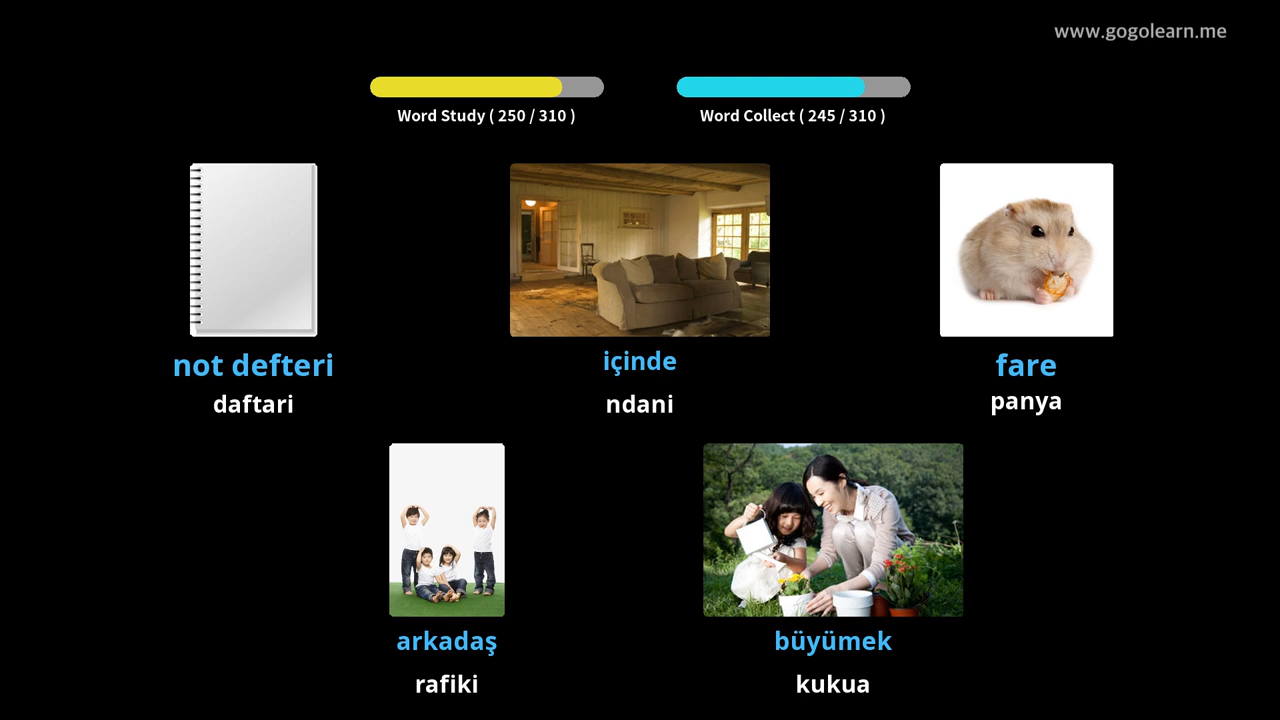 www.gogolearn.me
Word Study ( 250 / 310 )
Word Collect ( 245 / 310 )
not defteri
daftari
içinde
ndani
fare
panya
arkadaş
rafiki
büyümek
kukua